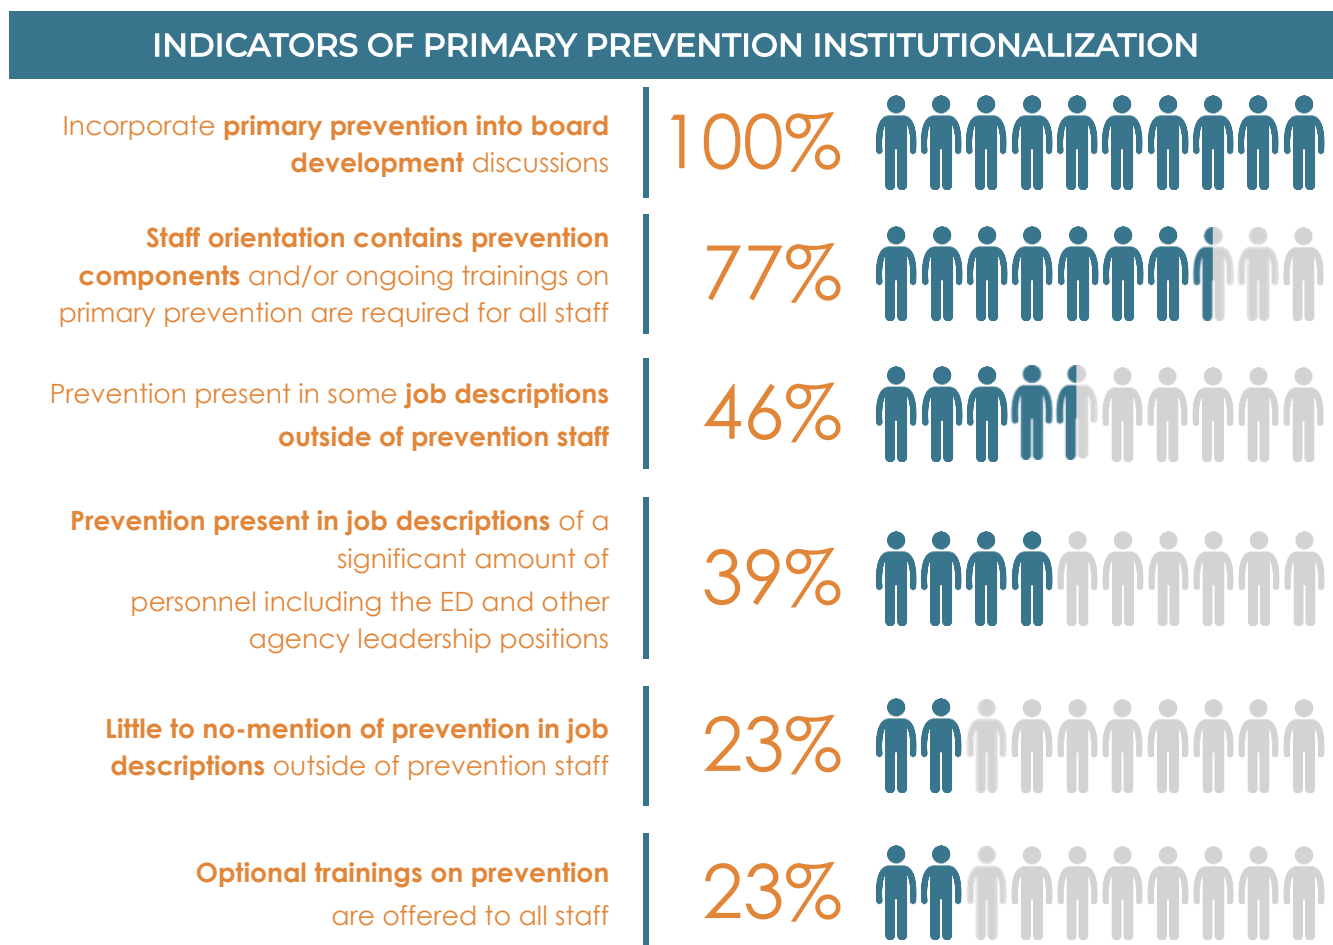 INDICATORS OF PRIMARY PREVENTION INSTITUTIONALIZATION
Incorporate primary prevention into board
development discussions
100%
Staff orientation contains prevention
components and/or ongoing trainings on
primary prevention are required for all staff
77%
Prevention present in some job descriptions
outside of prevention staff
46%
Prevention present in job descriptions of a
significant amount of
personnel including the ED and other
agency leadership positions
39%
Little to no-mention of prevention in job
descriptions outside of prevention staff
23%
Optional trainings on prevention
are offered to all staff
23%